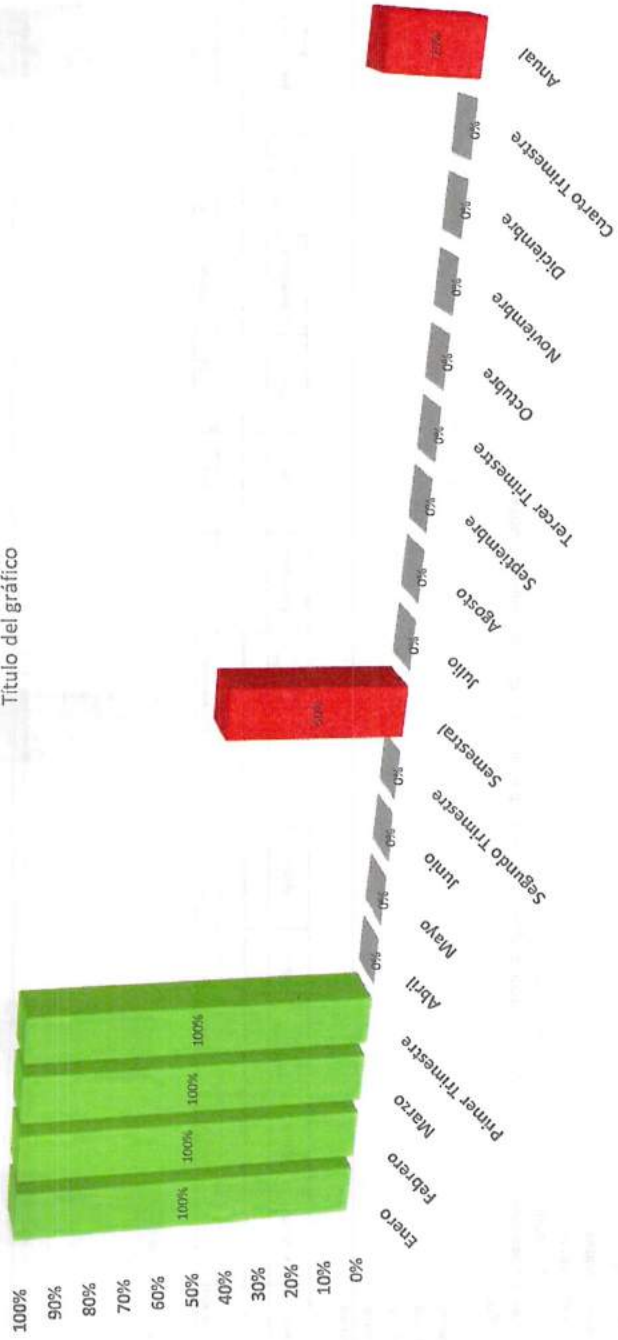 Título del gráfico
100%
90%
80%
70%
60%
50%
40%
30%
20%
10%
0%
100%
100%
100%
100%
0%
0%
0%
0%
50%
0%
0%
0%
0%
0%
0%
0%
0%
Enero
Febrero
Marzo
Primer Trimestre
Abril
Mayo
Junio
Segundo Trimestre
Semestral
Julio
Agosto
Septiembre
Tercer Trimestre
Octubre
Noviembre
Diciembre
Cuarto Trimestre
Anual